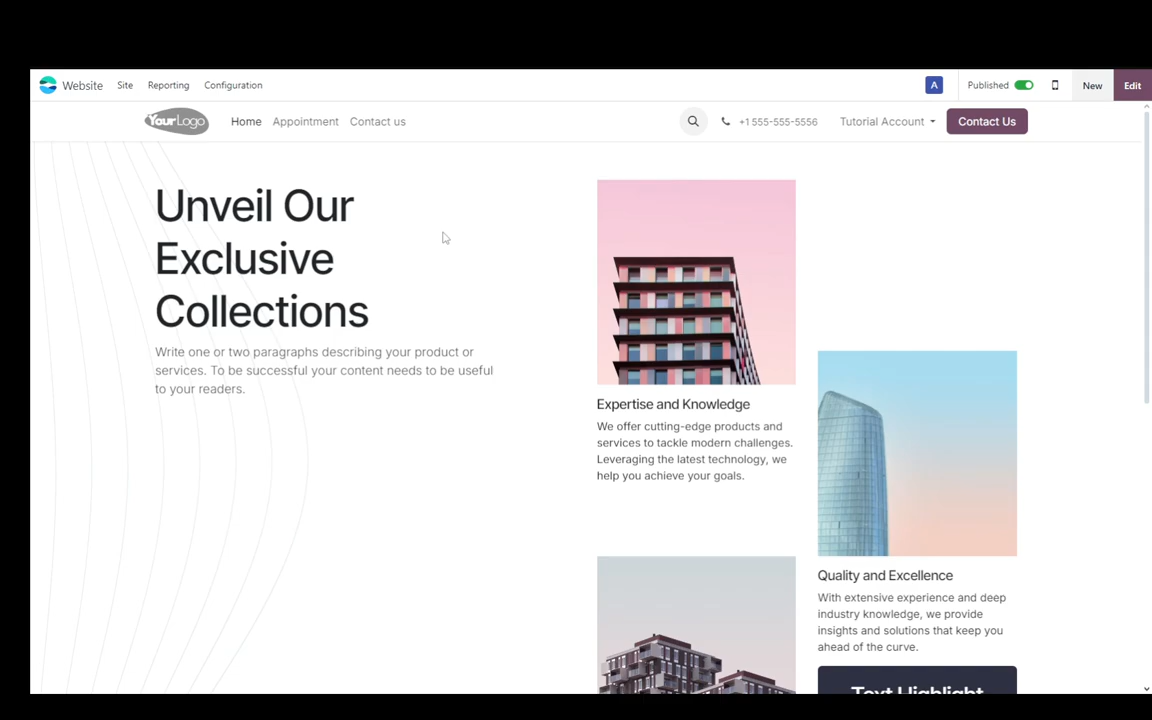 Website Site Reporting Configuration A Published New Edit
YourLogo Home Appointment Contact us +1 555-555-5556 Tutorial Account Contact Us
Unveil Our
Exclusive
Collections
Write one or two paragraphs describing your product or
services. To be successful your content needs to be useful
to your readers.
Expertise and Knowledge
We offer cutting-edge products and
services to tackle modern challenges.
Leveraging the latest technology, we
help you achieve your goals.
Quality and Excellence
With extensive experience and deep
industry knowledge, we provide
insights and solutions that keep you
ahead of the curve.
Text Highlight